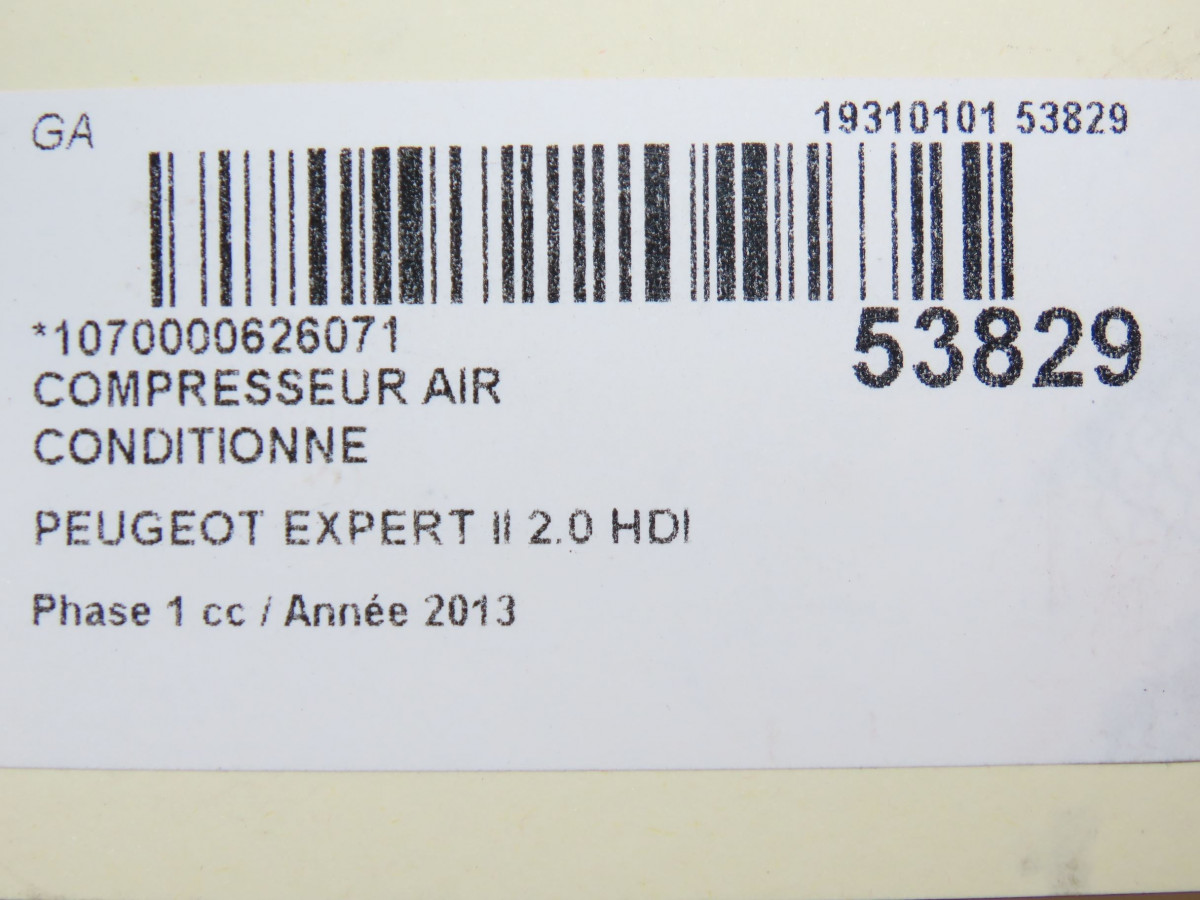 GA
19310101 53829
*1070000626071
53829
COMPRESSEUR AIR
CONDITIONNE
PEUGEOT EXPERT II 2.0 HDI
Phase 1 cc / Année 2013